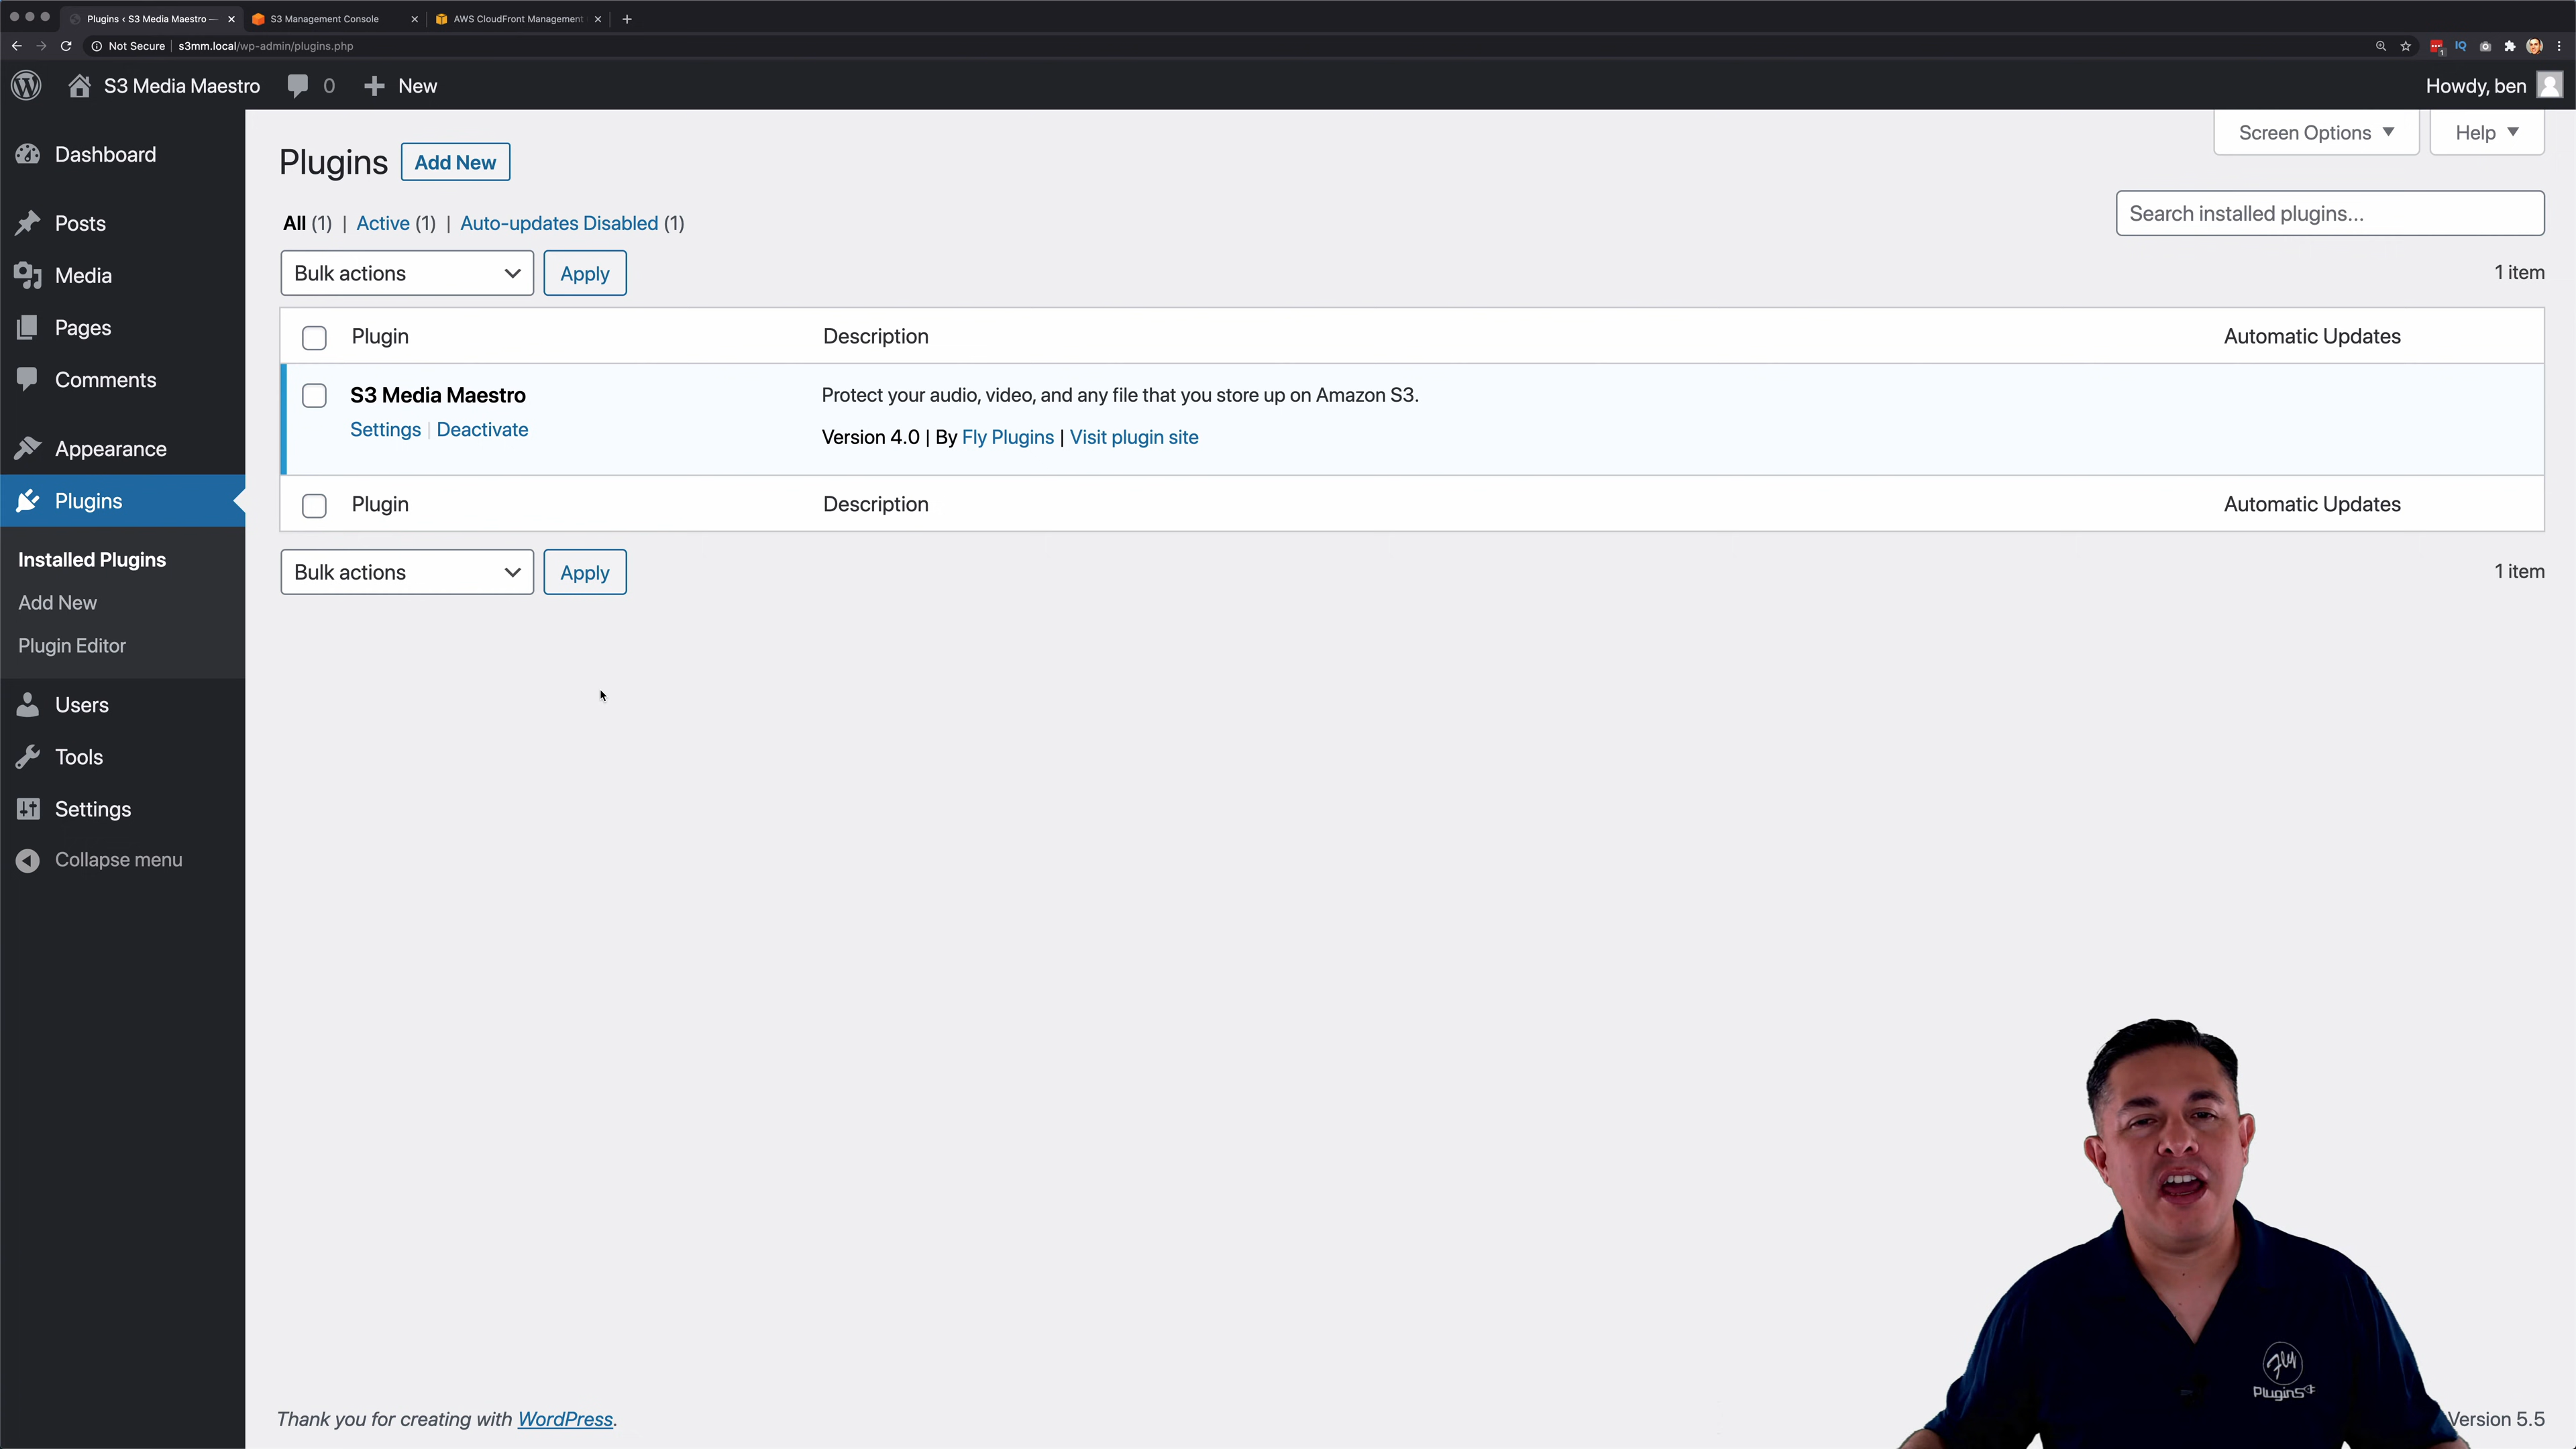 Plugins ‹ S3 Media Maestro —
S3 Management Console
AWS CloudFront Management
Not Secure | s3mm.local/wp-admin/plugins.php
S3 Media Maestro
0
New
Howdy, ben
Screen Options
Help
Dashboard
Posts
Media
Pages
Comments
Appearance
Plugins
Installed Plugins
Add New
Plugin Editor
Users
Tools
Settings
Collapse menu
Plugins
Add New
All (1) | Active (1) | Auto-updates Disabled (1)
Search installed plugins...
Bulk actions
Apply
1 item
Plugin
Description
Automatic Updates
S3 Media Maestro
Settings | Deactivate
Protect your audio, video, and any file that you store up on Amazon S3.
Version 4.0 | By Fly Plugins | Visit plugin site
Plugin
Description
Automatic Updates
Bulk actions
Apply
1 item
Fly
Plugins
Thank you for creating with WordPress.
Version 5.5